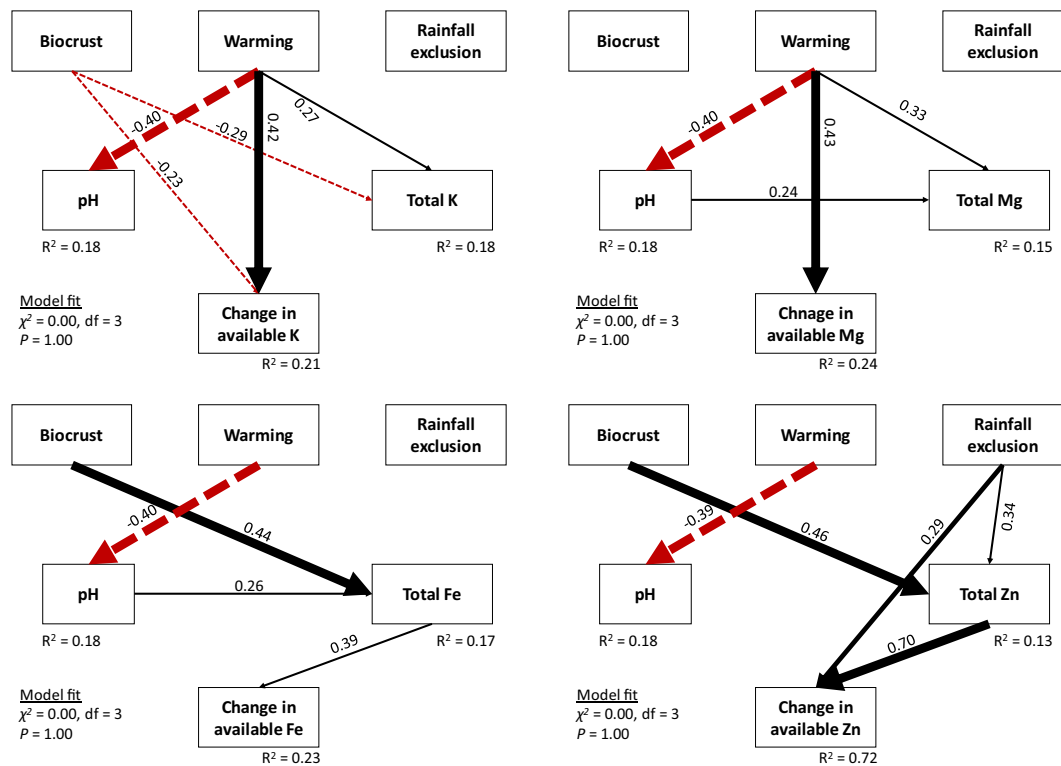 Biocrust
Warming
Rainfall
exclusion
-0.40
0.42
0.27
-0.29
-0.23
pH
Total K
R² = 0.18
R² = 0.18
Model fit
χ² = 0.00, df = 3
P = 1.00
Change in
available K
R² = 0.21
Biocrust
Warming
Rainfall
exclusion
-0.40
0.43
0.33
pH
0.24
Total Mg
R² = 0.18
R² = 0.15
Model fit
χ² = 0.00, df = 3
P = 1.00
Chnage in
available Mg
R² = 0.24
Biocrust
Warming
Rainfall
exclusion
-0.40
0.44
pH
0.26
Total Fe
R² = 0.18
R² = 0.17
0.39
Model fit
χ² = 0.00, df = 3
P = 1.00
Change in
available Fe
R² = 0.23
Biocrust
Warming
Rainfall
exclusion
-0.39
0.46
0.29
0.34
pH
Total Zn
R² = 0.18
R² = 0.13
0.70
Model fit
χ² = 0.00, df = 3
P = 1.00
Change in
available Zn
R² = 0.72